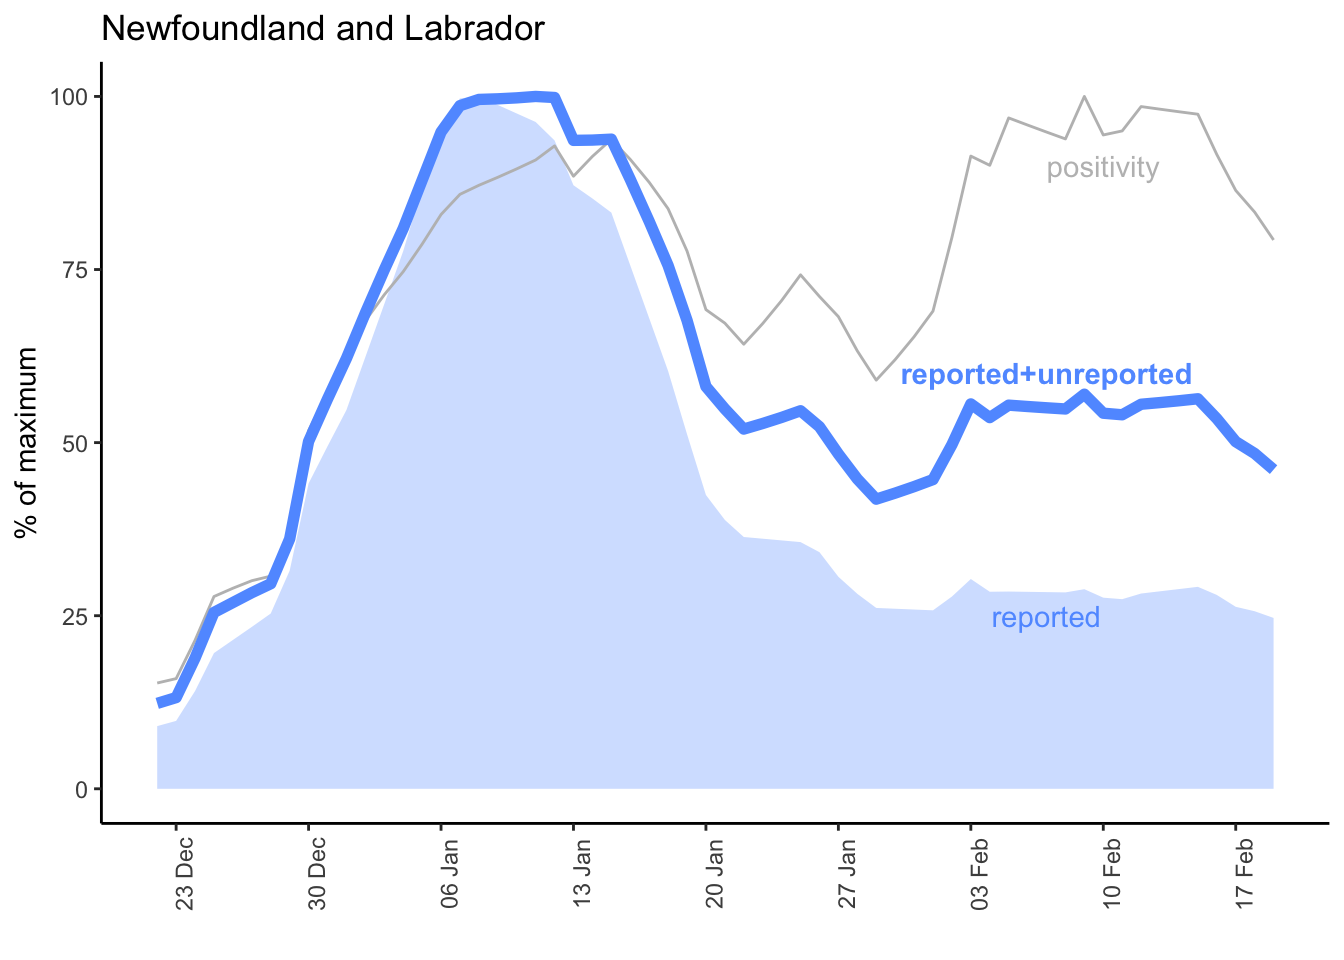 Newfoundland and Labrador
% of maximum
100
75
50
25
0
positivity
reported+unreported
reported
23 Dec
30 Dec
06 Jan
13 Jan
20 Jan
27 Jan
03 Feb
10 Feb
17 Feb